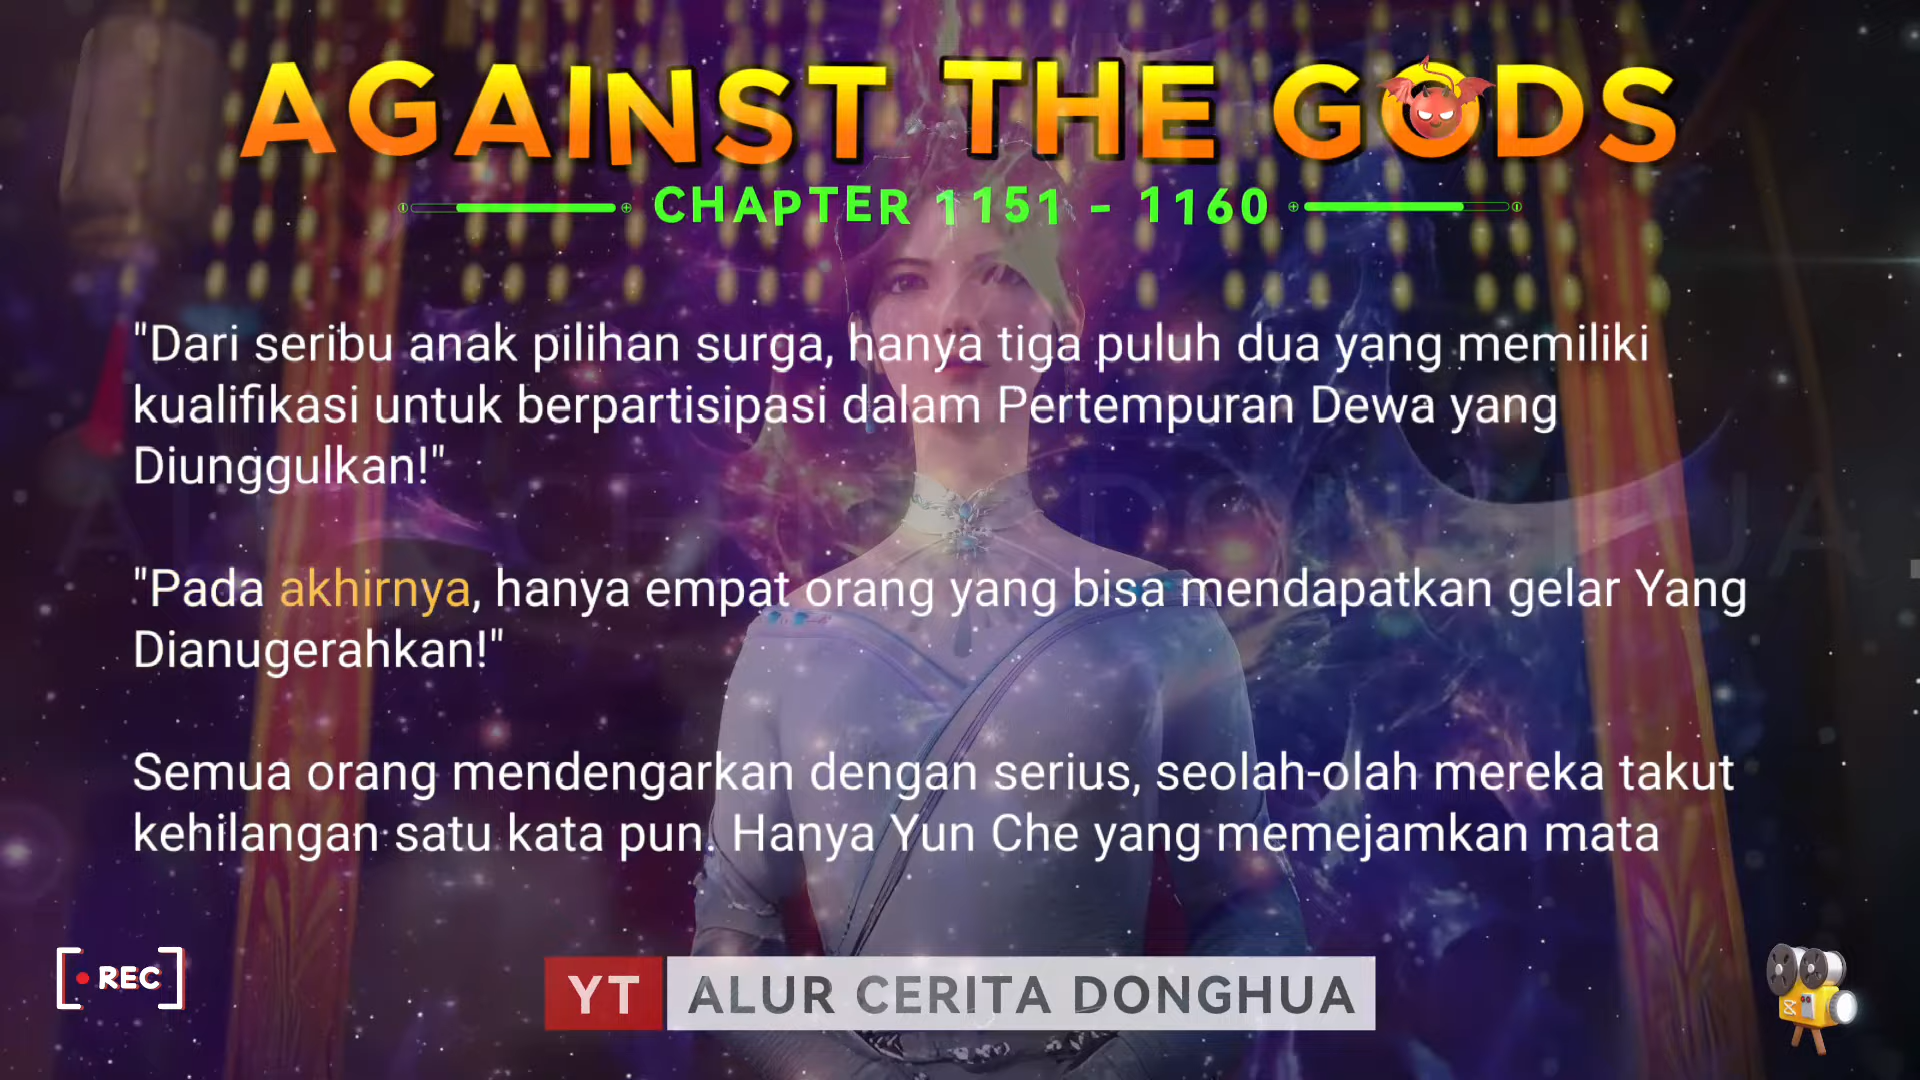 AGAINST THE GODS
CHAPTER 1151 - 1160
"Dari seribu anak pilihan surga, hanya tiga puluh dua yang memiliki
kualifikasi untuk berpartisipasi dalam Pertempuran Dewa yang
Diunggulkan!"
"Pada akhirnya, hanya empat orang yang bisa mendapatkan gelar Yang
Dianugerahkan!"
Semua orang mendengarkan dengan serius, seolah-olah mereka takut
kehilangan satu kata pun. Hanya Yun Che yang memejamkan mata
ALUR CERITA DONGHUA
REC
YT ALUR CERITA DONGHUA